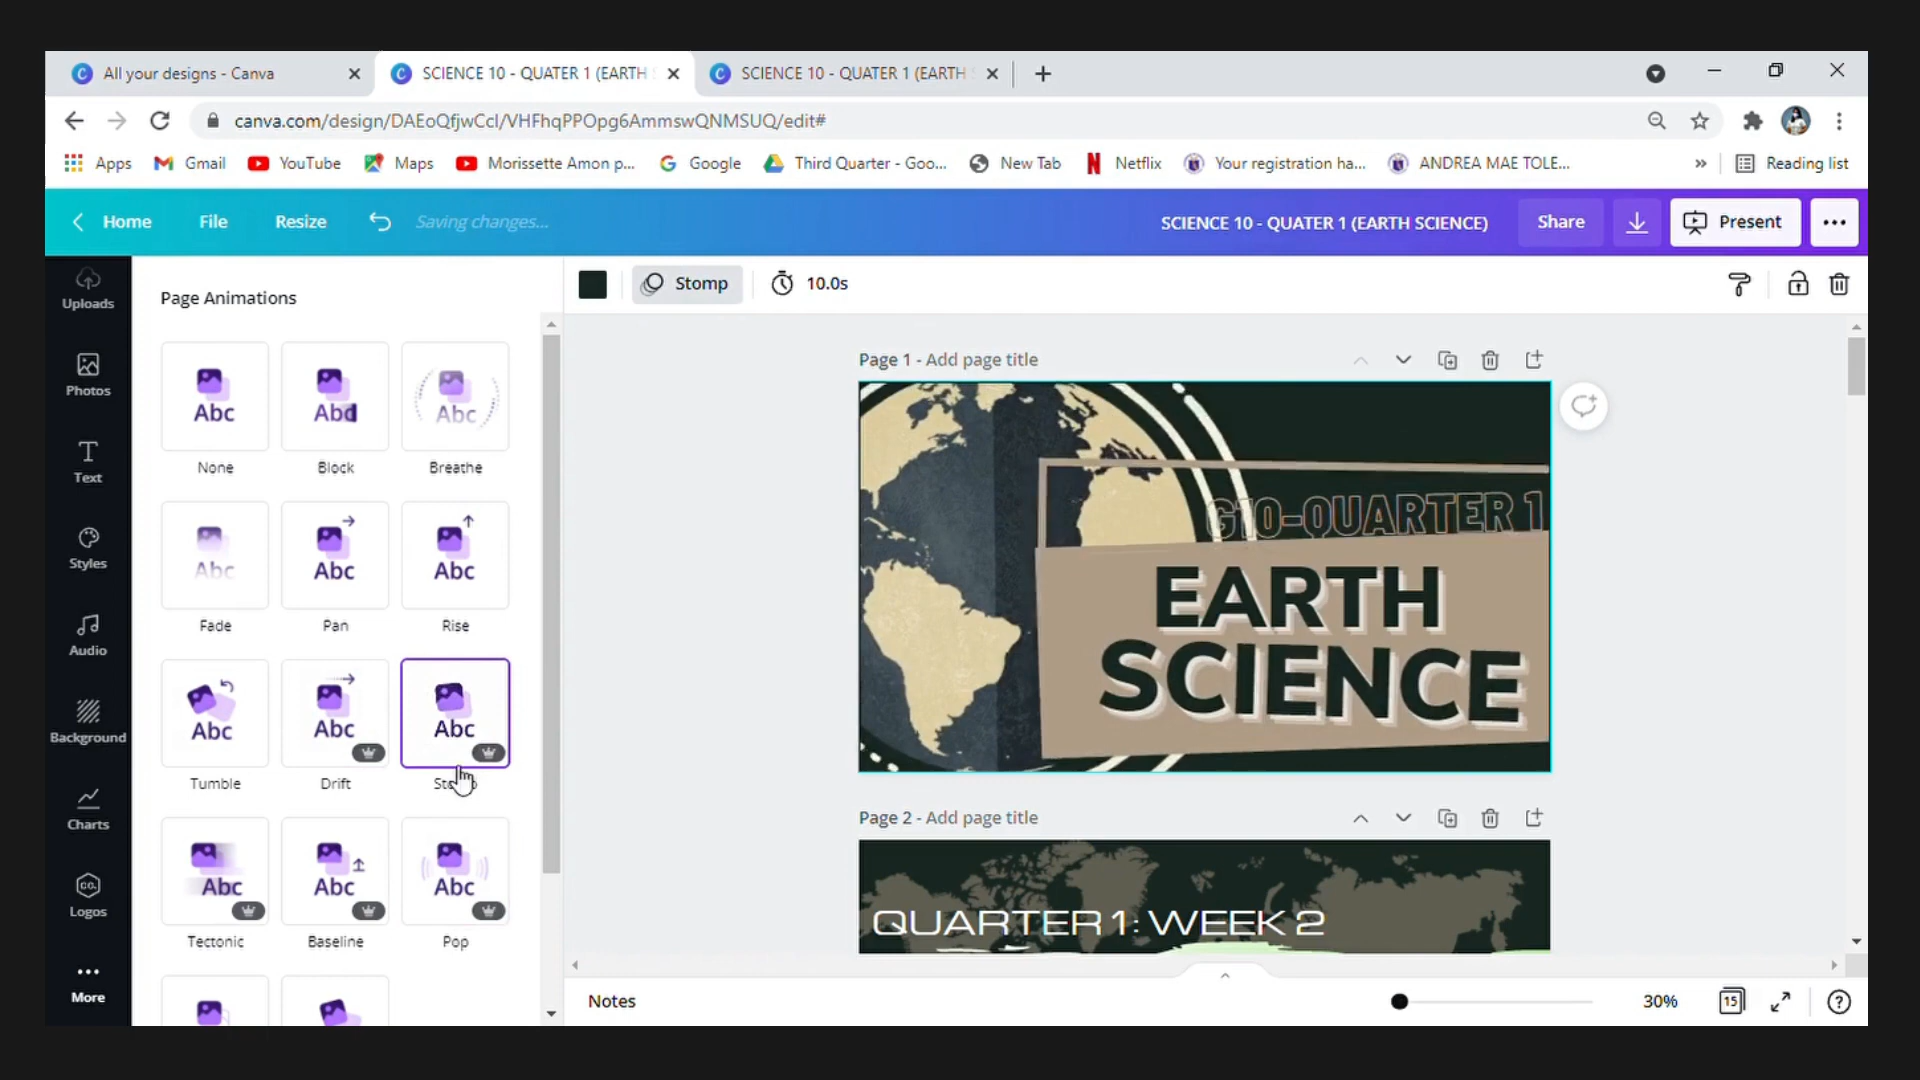 All your designs - Canva
SCIENCE 10 - QUATER 1 (EARTH
SCIENCE 10 - QUATER 1 (EARTH
canva.com/design/DAEoQfjwCcI/VHFhqPPOpg6AmmswQNMSUQ/edit#
Apps
Gmail
YouTube
Maps
Morissette Amon p...
Google
Third Quarter - Goo...
New Tab
Netflix
Your registration ha...
ANDREA MAE TOLE...
»
Reading list
Home
File
Resize
Saving changes...
SCIENCE 10 - QUATER 1 (EARTH SCIENCE)
Share
Present
Uploads
Photos
Text
Styles
Audio
Background
Charts
CO.
Logos
More
Page Animations
Abc
None
Abc
Block
Abc
Breathe
Abc
Fade
Abc
Pan
Abc
Rise
Abc
Tumble
Abc
Drift
Abc
Abc
Tectonic
Abc
Baseline
Abc
Pop
Stomp
10.0s
Page 1 - Add page title
G10-QUARTER 1
EARTH
SCIENCE
Page 2 - Add page title
QUARTER 1: WEEK 2
Notes
30%
15